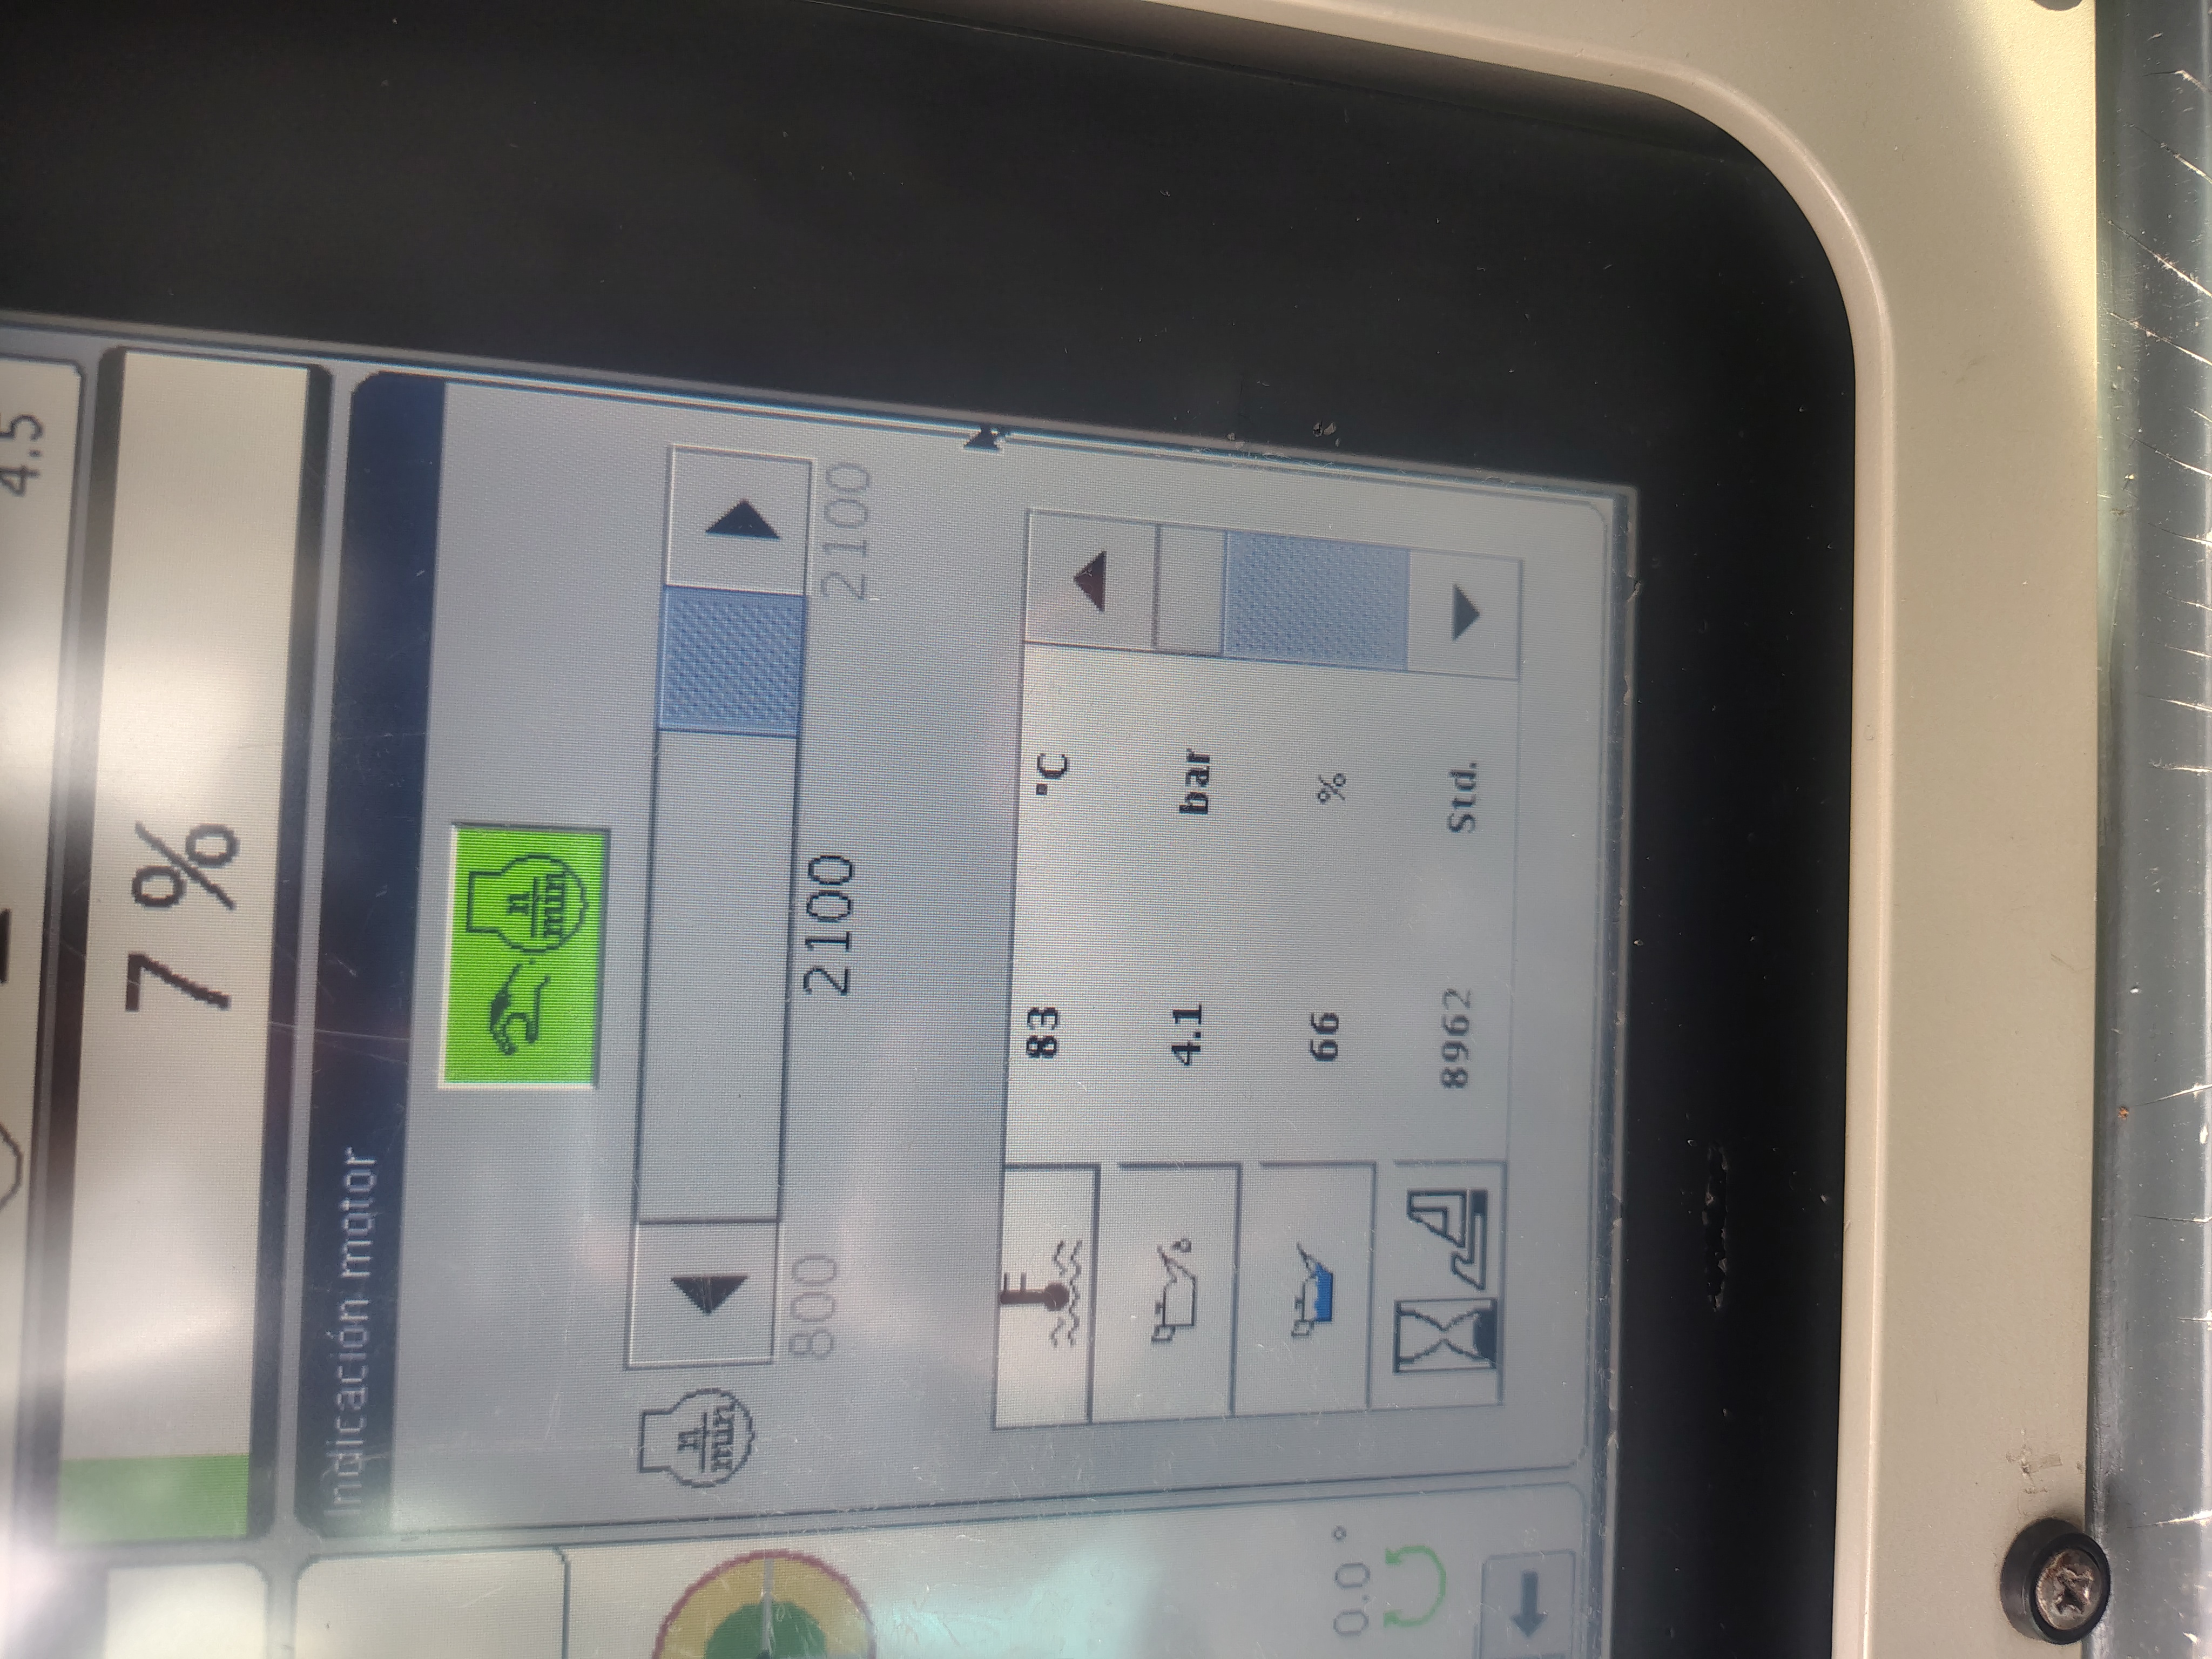 4.5
7 %
Indicación motor
n
min
n
min
800
2100
2100
83 °C
4.1 bar
66 %
0.0 °
8962 Std.